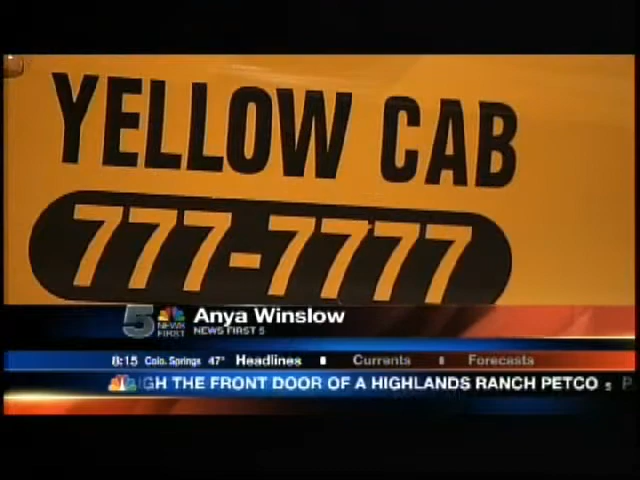 YELLOW CAB
777-7777
5 NEWS FIRST
Anya Winslow
NEWS FIRST 5
8:15 Colo. Springs 47° Headlines Currents Forecasts
GH THE FRONT DOOR OF A HIGHLANDS RANCH PETCO 5 P